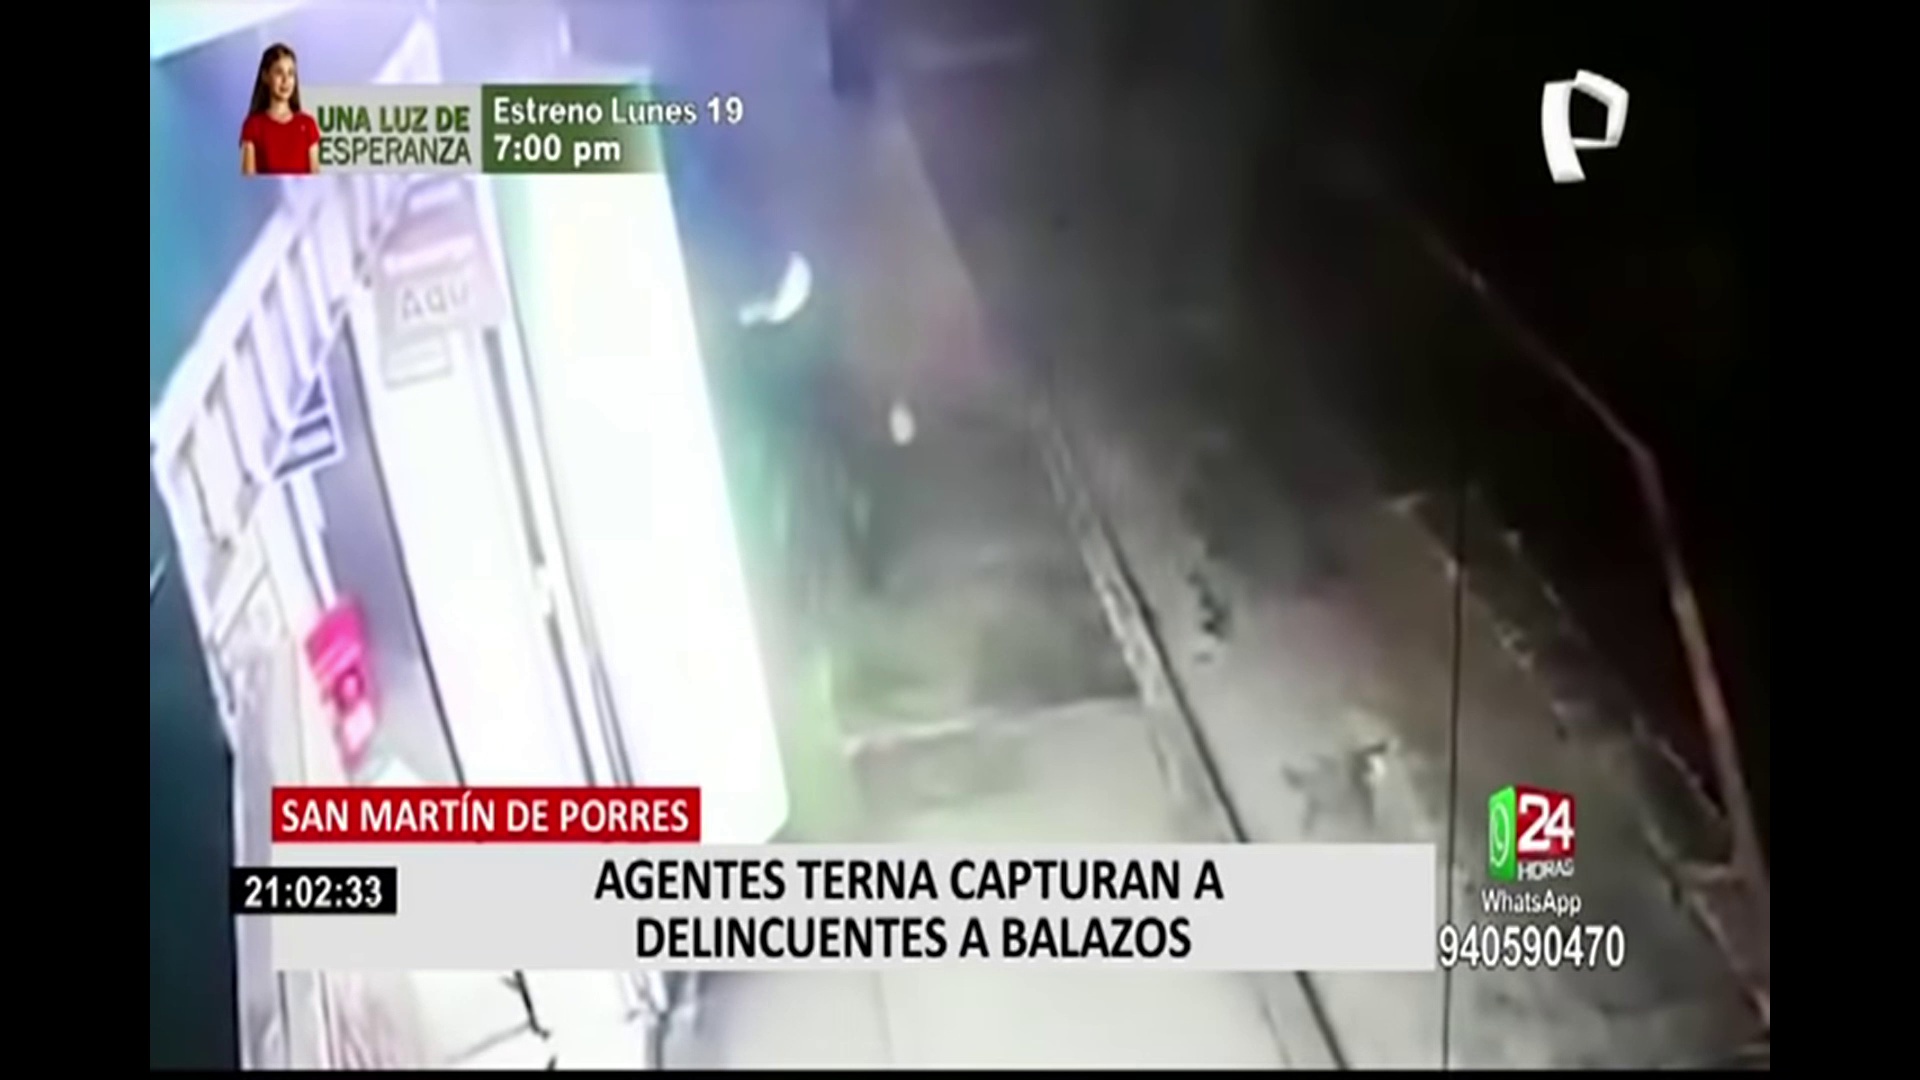 UNA LUZ DE
ESPERANZA
Estreno Lunes 19
7:00 pm
Aquí
SAN MARTÍN DE PORRES
21:02:33
AGENTES TERNA CAPTURAN A
DELINCUENTES A BALAZOS
24
HORAS
WhatsApp
940590470